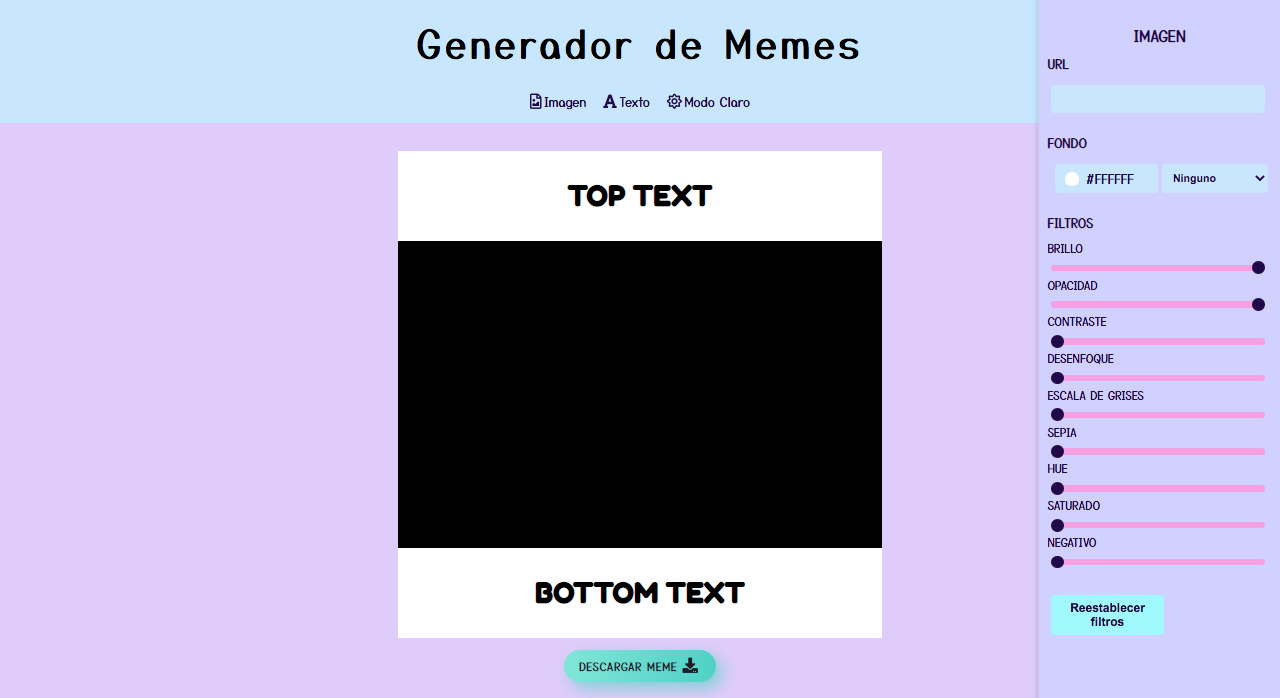 Generador de Memes
Imagen Texto Modo Claro
TOP TEXT
BOTTOM TEXT
DESCARGAR MEME
IMAGEN
URL
FONDO
#FFFFFF Ninguno
FILTROS
BRILLO
OPACIDAD
CONTRASTE
DESENFOQUE
ESCALA DE GRISES
SEPIA
HUE
SATURADO
NEGATIVO
Reestablecer
filtros